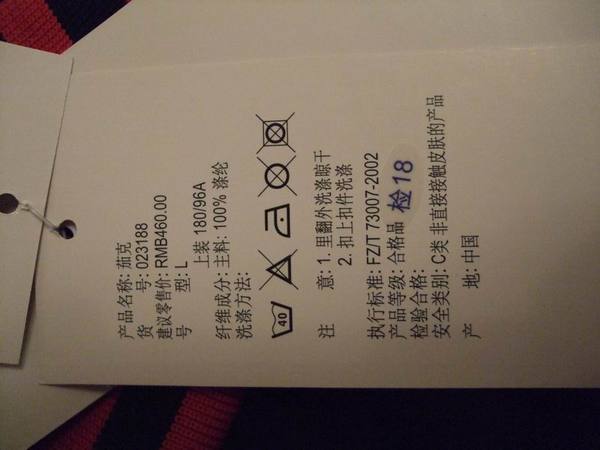 产品名称: 茄克
货 号: 023188
建议零售价: RMB460.00
号 型: L
上装 180/96A
纤维成分: 主料: 100% 涤纶
洗涤方法:
40
注 意: 1. 里翻外洗涤晾干
2. 扣上扣件洗涤
执行标准: FZ/T 73007-2002
产品等级: 合格品
检验合格: 检18
安全类别: C类 非直接接触皮肤的产品
产 地: 中国